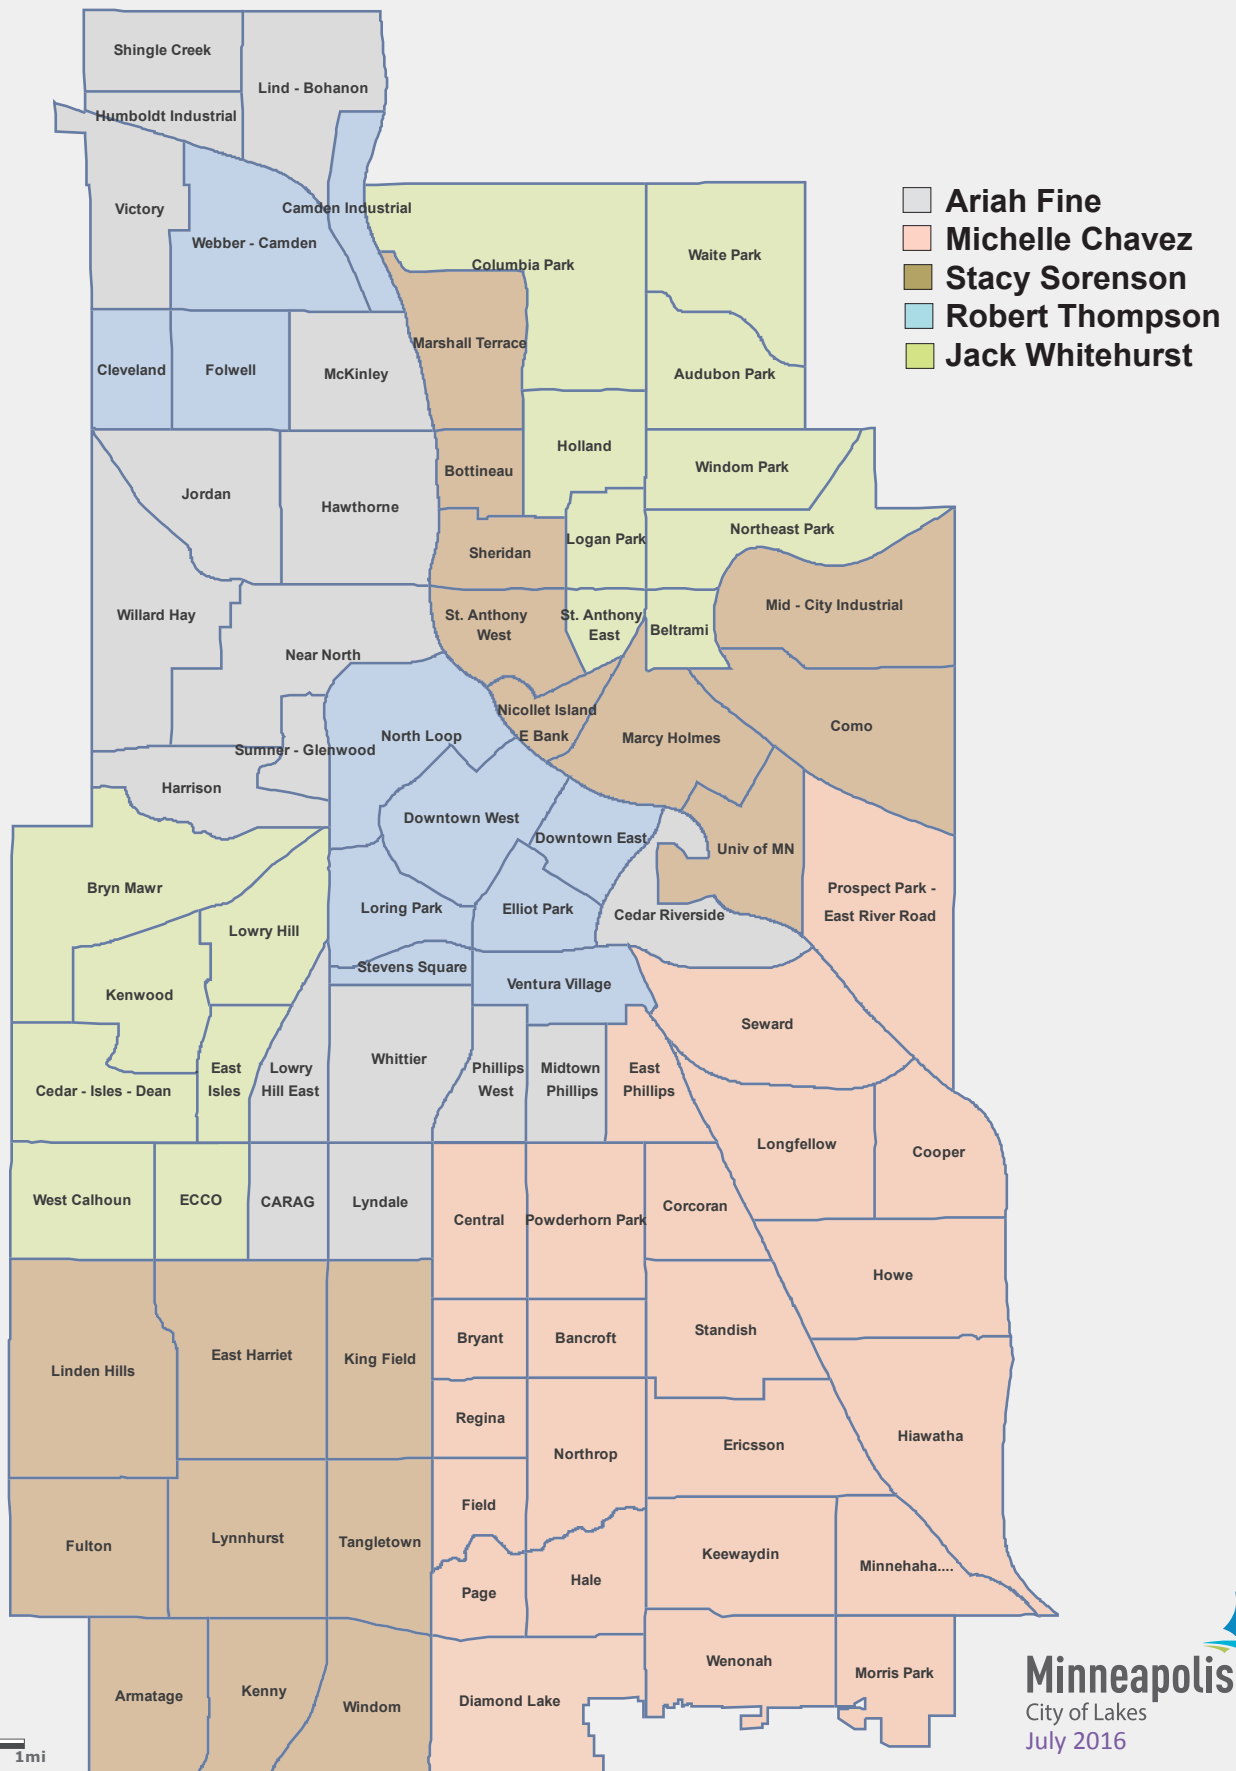 Shingle Creek
Lind - Bohanon
Humboldt Industrial
Victory
Camden Industrial
Webber - Camden
Columbia Park
Waite Park
Ariah Fine
Michelle Chavez
Stacy Sorenson
Robert Thompson
Jack Whitehurst
Marshall Terrace
Cleveland
Folwell
McKinley
Audubon Park
Holland
Bottineau
Windom Park
Jordan
Hawthorne
Northeast Park
Logan Park
Sheridan
Mid - City Industrial
Willard Hay
St. Anthony
West
St. Anthony
East
Beltrami
Near North
Nicollet Island
E Bank
Como
North Loop
Marcy Holmes
Sumner - Glenwood
Harrison
Downtown West
Downtown East
Univ of MN
Bryn Mawr
Prospect Park -
East River Road
Loring Park
Elliot Park
Cedar Riverside
Lowry Hill
Stevens Square
Ventura Village
Kenwood
Seward
Whittier
East
Isles
Lowry
Hill East
Phillips
West
Midtown
Phillips
East
Phillips
Cedar - Isles - Dean
Longfellow
Cooper
West Calhoun
ECCO
CARAG
Lyndale
Central
Powderhorn Park
Corcoran
Howe
Standish
Bryant
Bancroft
East Harriet
King Field
Linden Hills
Regina
Northrop
Ericsson
Hiawatha
Field
Lynnhurst
Tangletown
Fulton
Keewaydin
Minnehaha....
Hale
Page
Wenonah
Morris Park
Armatage
Kenny
Windom
Diamond Lake
Minneapolis
City of Lakes
July 2016
1mi